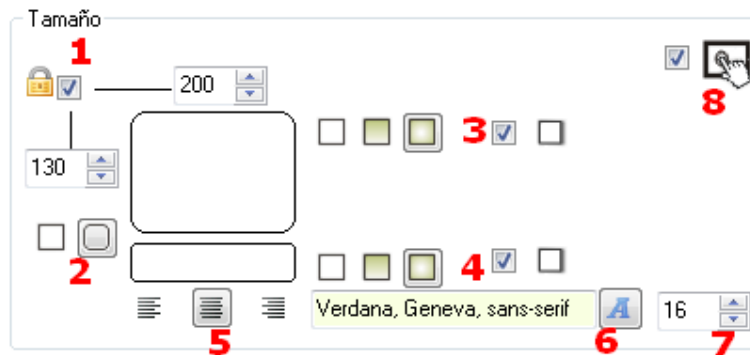 Tamaño
1
200
8
3
130
2
4
Verdana, Geneva, sans-serif A 16
5 6 7